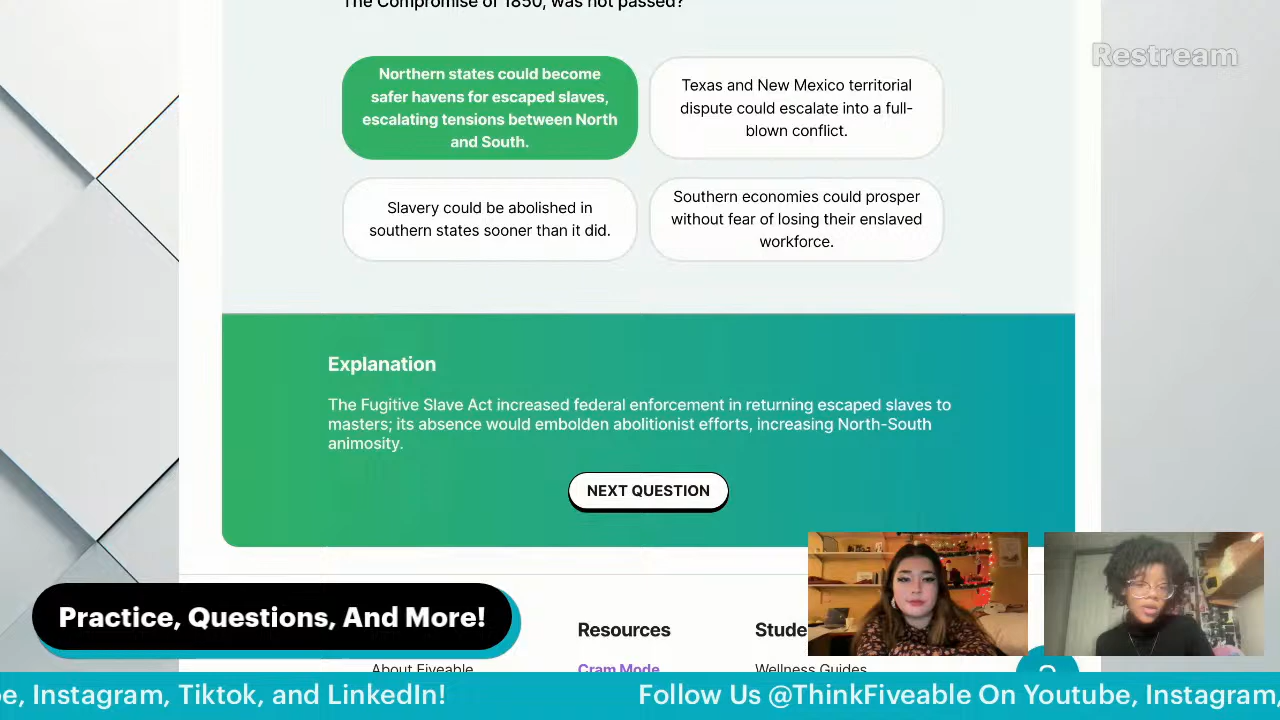 The Compromise of 1850, was not passed?
Restream
Northern states could become
safer havens for escaped slaves,
escalating tensions between North
and South.
Texas and New Mexico territorial
dispute could escalate into a full-
blown conflict.
Slavery could be abolished in
southern states sooner than it did.
Southern economies could prosper
without fear of losing their enslaved
workforce.
Explanation
The Fugitive Slave Act increased federal enforcement in returning escaped slaves to
masters; its absence would embolden abolitionist efforts, increasing North-South
animosity.
NEXT QUESTION
Practice, Questions, And More!
Resources
Stude
About Fiveable
Cram Mode
Wellness Guides
?
e, Instagram, Tiktok, and LinkedIn!
Follow Us @ThinkFiveable On Youtube, Instagram,